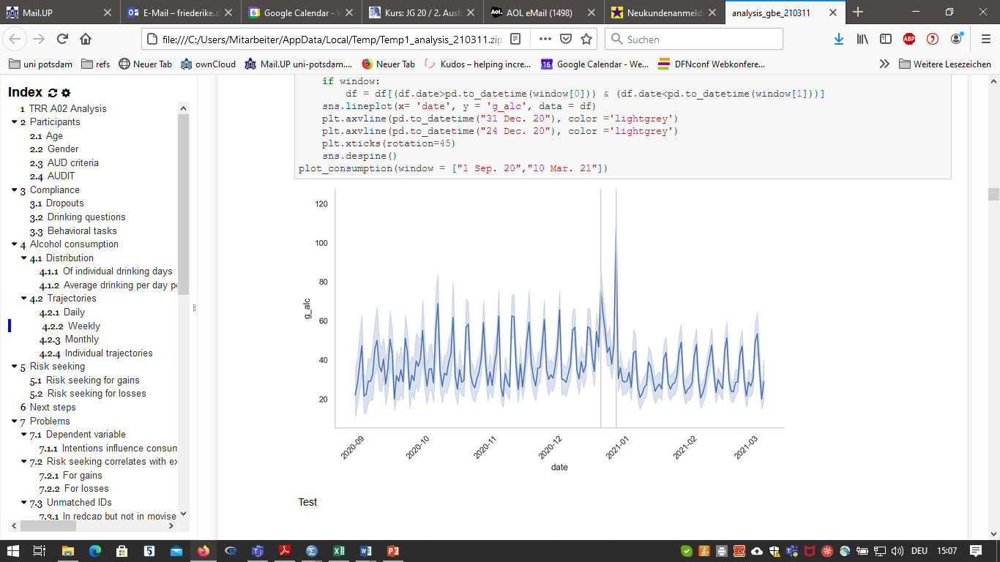 Mail.UP
E-Mail – friederike.d
Google Calendar - W
Kurs: JG 20 / 2. Ausb
AOL eMail (1498)
Neukundenanmeldu
analysis_gbe_210311
file:///C:/Users/Mitarbeiter/AppData/Local/Temp/Temp1_analysis_210311.zip
Suchen
uni potsdam
refs
Neuer Tab
ownCloud
Mail.UP uni-potsdam....
Neuer Tab
Kudos – helping incre...
Google Calendar - We...
DFNconf Webkonfere...
Weitere Lesezeichen
Index
1 TRR A02 Analysis
2 Participants
2.1 Age
2.2 Gender
2.3 AUD criteria
2.4 AUDIT
3 Compliance
3.1 Dropouts
3.2 Drinking questions
3.3 Behavioral tasks
4 Alcohol consumption
4.1 Distribution
4.1.1 Of individual drinking days
4.1.2 Average drinking per day p
4.2 Trajectories
4.2.1 Daily
4.2.2 Weekly
4.2.3 Monthly
4.2.4 Individual trajectories
5 Risk seeking
5.1 Risk seeking for gains
5.2 Risk seeking for losses
6 Next steps
7 Problems
7.1 Dependent variable
7.1.1 Intentions influence consum
7.2 Risk seeking correlates with ex
7.2.1 For gains
7.2.2 For losses
7.3 Unmatched IDs
7.3.1 In redcap but not in movise
if window:
df = df[(df.date>pd.to_datetime(window[0])) & (df.date<pd.to_datetime(window[1]))]
sns.lineplot(x= 'date', y = 'g_alc', data = df)
plt.axvline(pd.to_datetime("31 Dec. 20"), color ='lightgrey')
plt.axvline(pd.to_datetime("24 Dec. 20"), color ='lightgrey')
plt.xticks(rotation=45)
sns.despine()
plot_consumption(window = ["1 Sep. 20","10 Mar. 21"])
120
100
80
60
40
20
g_alc
2020-09
2020-10
2020-11
2020-12
2021-01
2021-02
2021-03
date
Test
DEU
15:07